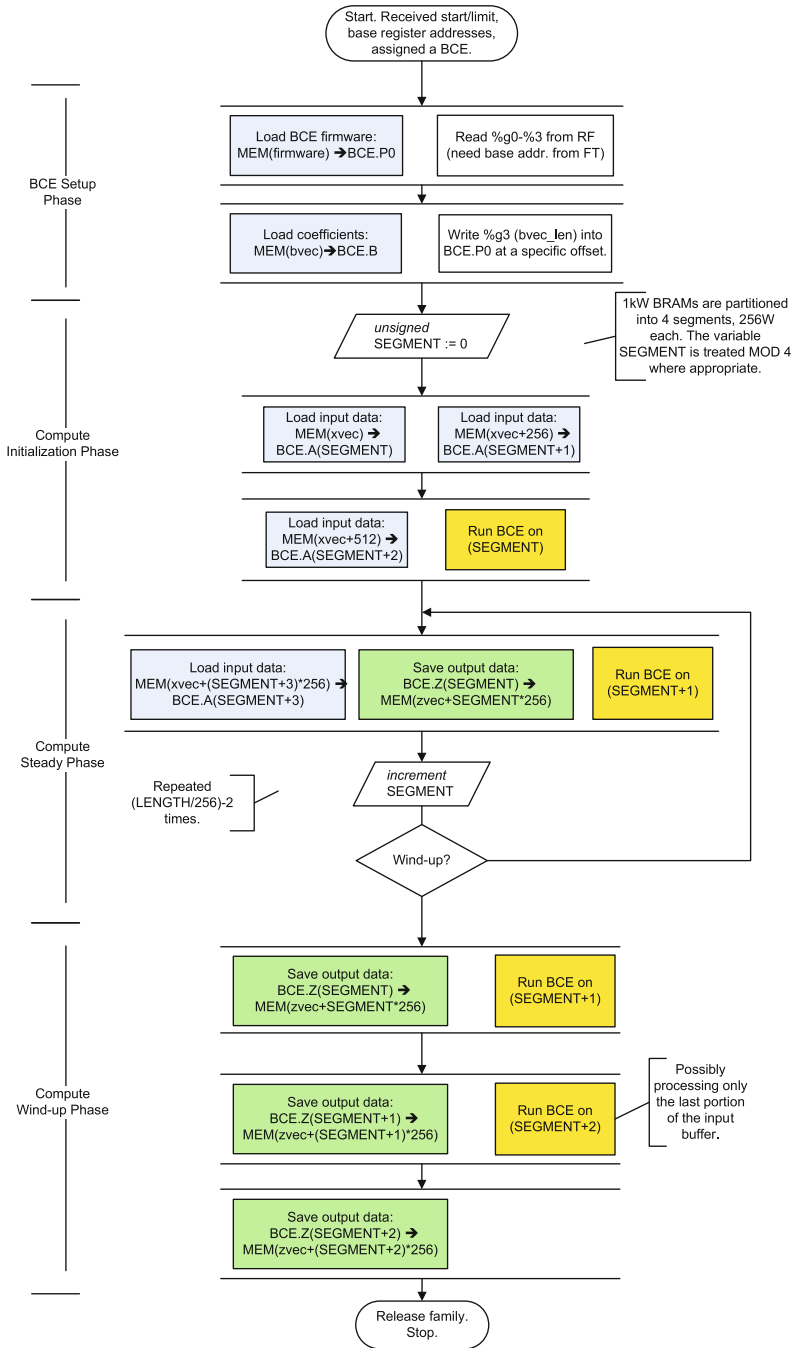 Start. Received start/limit,
base register addresses,
assigned a BCE.
BCE Setup
Phase
Load BCE firmware:
MEM(firmware) ➔BCE.P0
Read %g0-%3 from RF
(need base addr. from FT)
Load coefficients:
MEM(bvec)➔BCE.B
Write %g3 (bvec_len) into
BCE.P0 at a specific offset.
Compute
Initialization Phase
unsigned
SEGMENT := 0
1kW BRAMs are partitioned
into 4 segments, 256W
each. The variable
SEGMENT is treated MOD 4
where appropriate.
Load input data:
MEM(xvec) ➔
BCE.A(SEGMENT)
Load input data:
MEM(xvec+256) ➔
BCE.A(SEGMENT+1)
Load input data:
MEM(xvec+512) ➔
BCE.A(SEGMENT+2)
Run BCE on
(SEGMENT)
Compute
Steady Phase
Load input data:
MEM(xvec+(SEGMENT+3)*256) ➔
BCE.A(SEGMENT+3)
Save output data:
BCE.Z(SEGMENT) ➔
MEM(zvec+SEGMENT*256)
Run BCE on
(SEGMENT+1)
increment
SEGMENT
Repeated
(LENGTH/256)-2
times.
Wind-up?
Compute
Wind-up Phase
Save output data:
BCE.Z(SEGMENT) ➔
MEM(zvec+SEGMENT*256)
Run BCE on
(SEGMENT+1)
Save output data:
BCE.Z(SEGMENT+1) ➔
MEM(zvec+(SEGMENT+1)*256)
Run BCE on
(SEGMENT+2)
Possibly
processing only
the last portion
of the input
buffer.
Save output data:
BCE.Z(SEGMENT+2) ➔
MEM(zvec+(SEGMENT+2)*256)
Release family.
Stop.